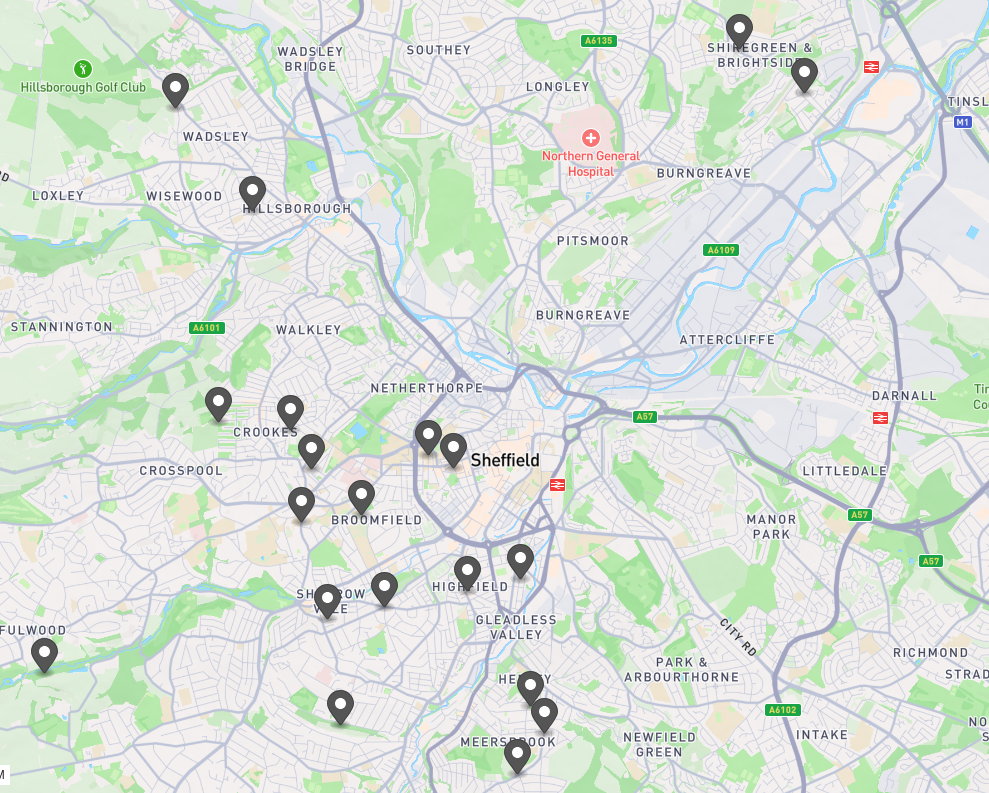 A6135
WADSLEY
BRIDGE
SOUTHEY
SHIREGREEN &
BRIGHTSIDE
Hillsborough Golf Club
LONGLEY
TINSL
M1
WADSLEY
Northern General
Hospital
BURNGREAVE
LOXLEY
WISEWOOD
HILLSBOROUGH
PITSMOOR
A6109
BURNGREAVE
STANNINGTON
A6101
WALKLEY
ATTERCLIFFE
NETHERTHORPE
DARNALL
Tin
Cou
A57
CROOKES
Sheffield
CROSSPOOL
LITTLEDALE
BROOMFIELD
MANOR
PARK
A57
A57
HIGHFIELD
SHARROW
VALE
GLEADLESS
VALLEY
FULWOOD
CITY RD
RICHMOND
PARK &
ARBOURTHORNE
STRAD
HEELEY
A6102
MEERSBROOK
NEWFIELD
GREEN
INTAKE
NO
S
M